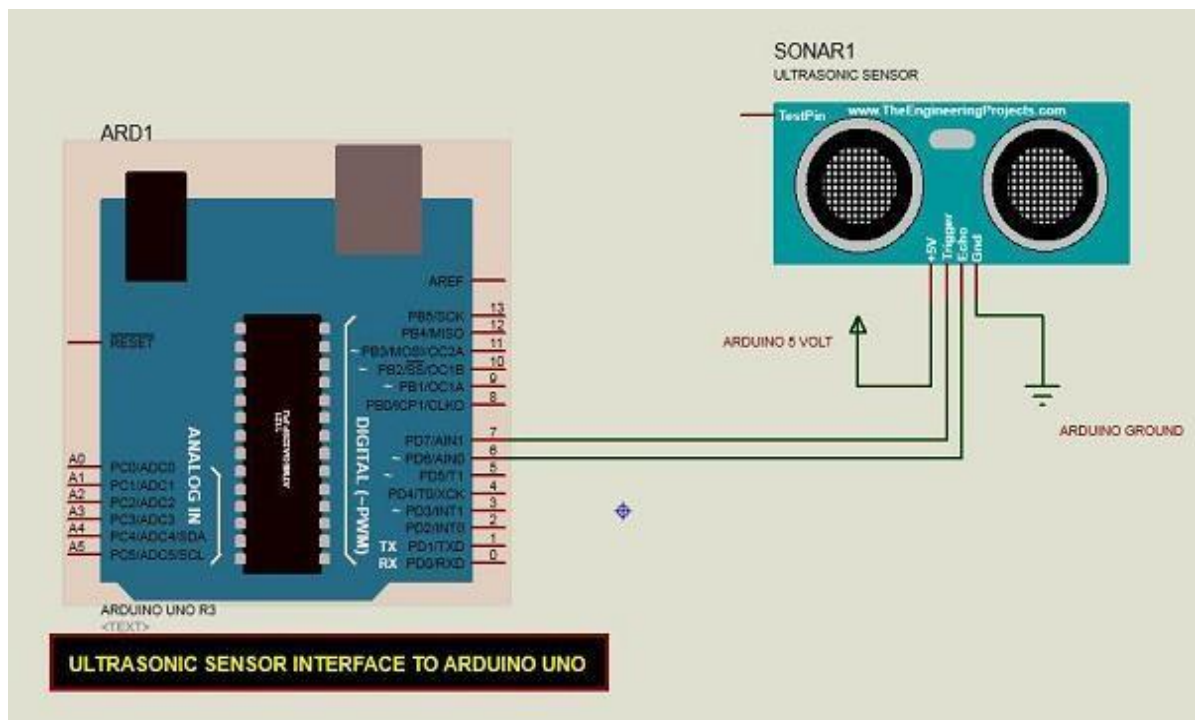 SONAR1
ULTRASONIC SENSOR
TestPin
www.TheEngineeringProjects.com
+5V
Trigger
Echo
Gnd
ARDUINO 5 VOLT
ARDUINO GROUND
ARD1
RESET
AREF
PB5/SCK 13
PB4/MISO 12
~ PB3/MOSI/OC2A 11
~ PB2/SS/OC1B 10
~ PB1/OC1A 9
PB0/ICP1/CLKO 8
PD7/AIN1 7
~ PD6/AIN0 6
~ PD5/T1 5
PD4/T0/XCK 4
~ PD3/INT1 3
PD2/INT0 2
TX PD1/TXD 1
RX PD0/RXD 0
DIGITAL (~PWM)
ANALOG IN
A0 PC0/ADC0
A1 PC1/ADC1
A2 PC2/ADC2
A3 PC3/ADC3
A4 PC4/ADC4/SDA
A5 PC5/ADC5/SCL
ARDUINO UNO R3
<TEXT>
ULTRASONIC SENSOR INTERFACE TO ARDUINO UNO